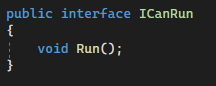 public interface ICanRun
{
    void Run();
}